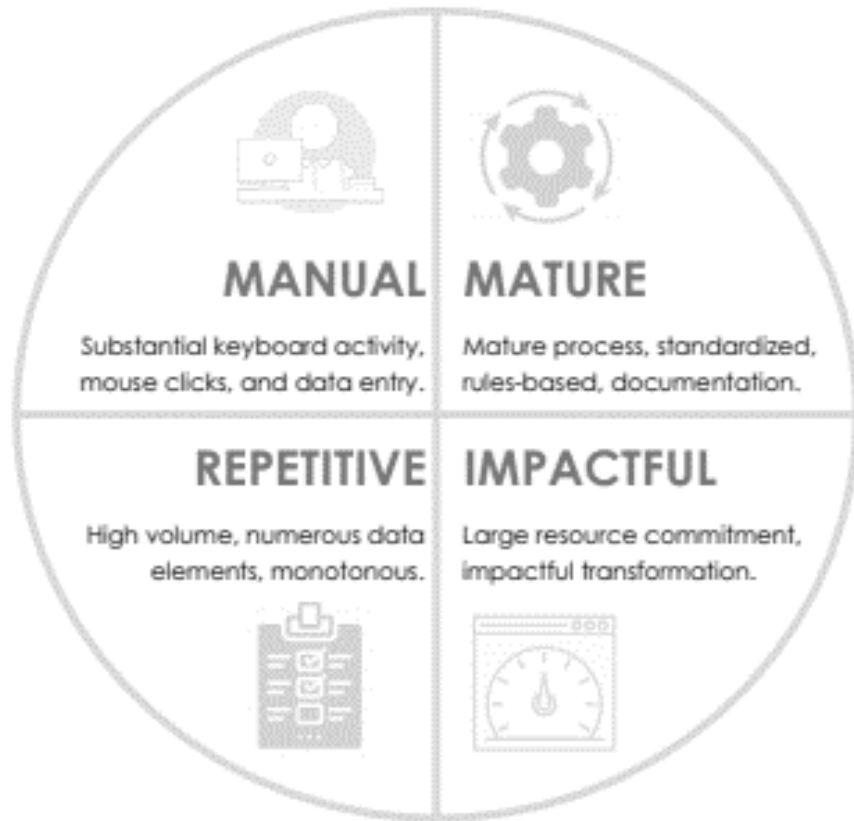 MANUAL
Substantial keyboard activity,
mouse clicks, and data entry.
MATURE
Mature process, standardized,
rules-based, documentation.
REPETITIVE
High volume, numerous data
elements, monotonous.
IMPACTFUL
Large resource commitment,
impactful transformation.